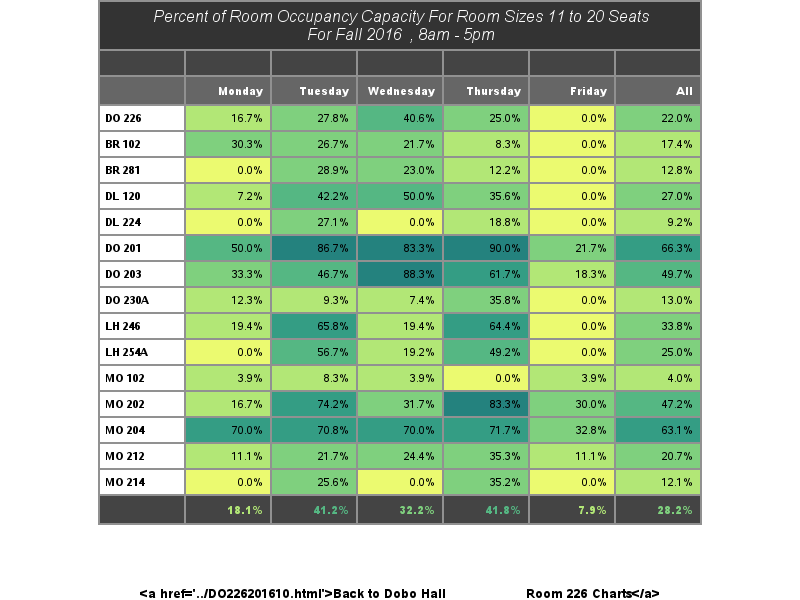 Percent of Room Occupancy Capacity For Room Sizes 11 to 20 Seats
For Fall 2016 , 8am - 5pm
Monday Tuesday Wednesday Thursday Friday All
DO 226 16.7% 27.8% 40.6% 25.0% 0.0% 22.0%
BR 102 30.3% 26.7% 21.7% 8.3% 0.0% 17.4%
BR 281 0.0% 28.9% 23.0% 12.2% 0.0% 12.8%
DL 120 7.2% 42.2% 50.0% 35.6% 0.0% 27.0%
DL 224 0.0% 27.1% 0.0% 18.8% 0.0% 9.2%
DO 201 50.0% 86.7% 83.3% 90.0% 21.7% 66.3%
DO 203 33.3% 46.7% 88.3% 61.7% 18.3% 49.7%
DO 230A 12.3% 9.3% 7.4% 35.8% 0.0% 13.0%
LH 246 19.4% 65.8% 19.4% 64.4% 0.0% 33.8%
LH 254A 0.0% 56.7% 19.2% 49.2% 0.0% 25.0%
MO 102 3.9% 8.3% 3.9% 0.0% 3.9% 4.0%
MO 202 16.7% 74.2% 31.7% 83.3% 30.0% 47.2%
MO 204 70.0% 70.8% 70.0% 71.7% 32.8% 63.1%
MO 212 11.1% 21.7% 24.4% 35.3% 11.1% 20.7%
MO 214 0.0% 25.6% 0.0% 35.2% 0.0% 12.1%
18.1% 41.2% 32.2% 41.8% 7.9% 28.2%
<a href='../DO226201610.html'>Back to Dobo Hall Room 226 Charts</a>